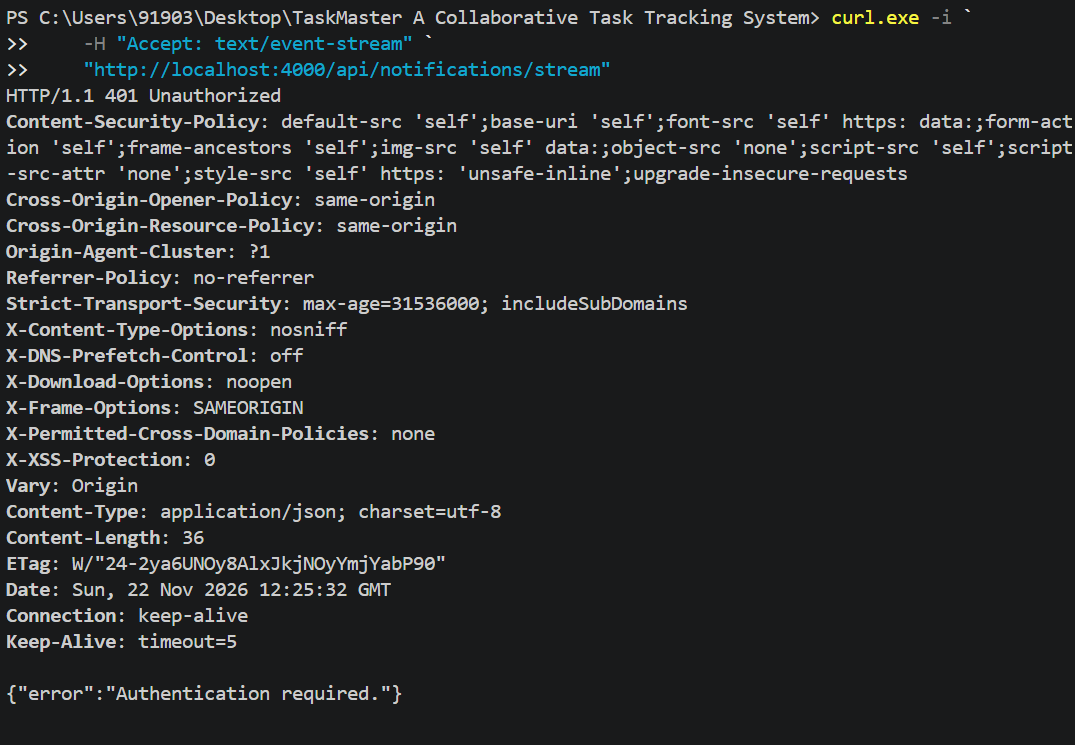 PS C:\Users\91903\Desktop\TaskMaster A Collaborative Task Tracking System> curl.exe -i `
>>     -H "Accept: text/event-stream" `
>>     "http://localhost:4000/api/notifications/stream"
HTTP/1.1 401 Unauthorized
Content-Security-Policy: default-src 'self';base-uri 'self';font-src 'self' https: data:;form-act
ion 'self';frame-ancestors 'self';img-src 'self' data:;object-src 'none';script-src 'self';script
-src-attr 'none';style-src 'self' https: 'unsafe-inline';upgrade-insecure-requests
Cross-Origin-Opener-Policy: same-origin
Cross-Origin-Resource-Policy: same-origin
Origin-Agent-Cluster: ?1
Referrer-Policy: no-referrer
Strict-Transport-Security: max-age=31536000; includeSubDomains
X-Content-Type-Options: nosniff
X-DNS-Prefetch-Control: off
X-Download-Options: noopen
X-Frame-Options: SAMEORIGIN
X-Permitted-Cross-Domain-Policies: none
X-XSS-Protection: 0
Vary: Origin
Content-Type: application/json; charset=utf-8
Content-Length: 36
ETag: W/"24-2ya6UNOy8AlxJkjNOyYmjYabP90"
Date: Sun, 22 Nov 2026 12:25:32 GMT
Connection: keep-alive
Keep-Alive: timeout=5

{"error":"Authentication required."}